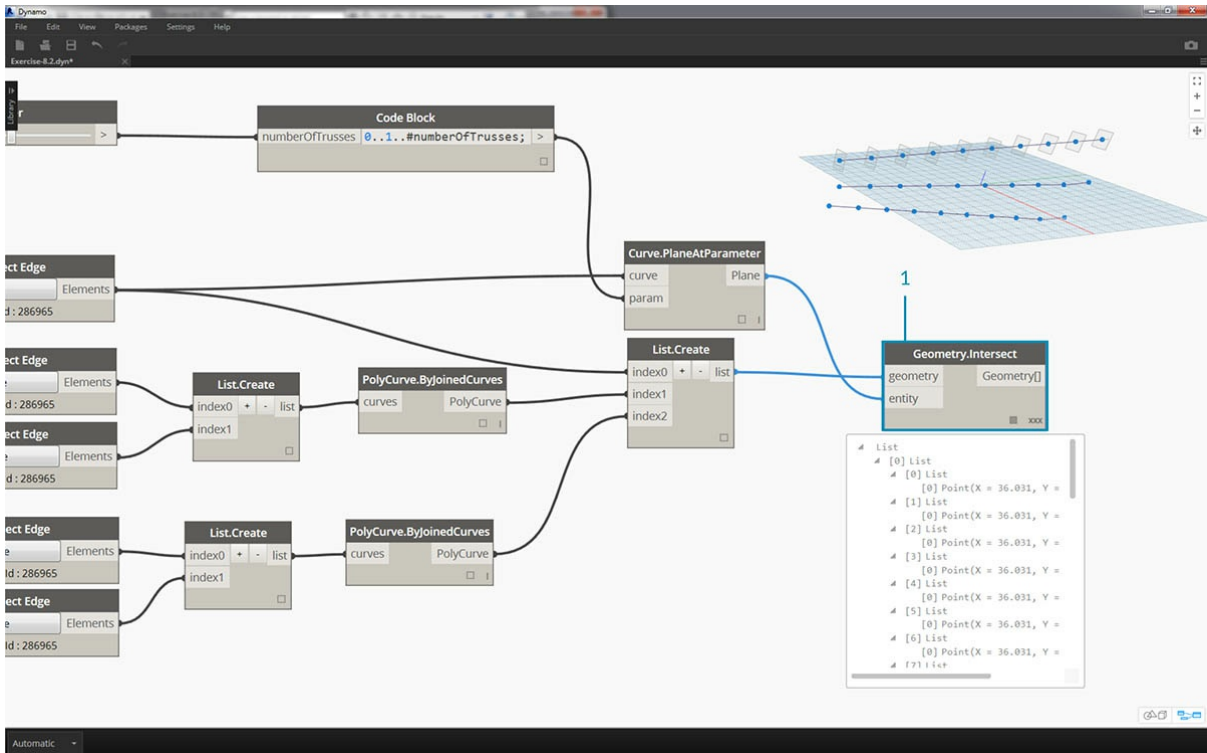 Dynamo
File Edit View Packages Settings Help
Exercise-8.2.dyn*
Library
r
>
Code Block
numberOfTrusses 0..1..#numberOfTrusses; >
ect Edge
Elements
Id : 286965
Curve.PlaneAtParameter
curve Plane
param
1
List.Create
index0 + - list
index1
index2
Geometry.Intersect
geometry Geometry[]
entity
xxx
ect Edge
e Elements
d : 286965
List.Create
index0 + - list
index1
PolyCurve.ByJoinedCurves
curves PolyCurve
ect Edge
e Elements
d : 286965
List
[0] List
[0] List
[0] Point(X = 36.031, Y =
[1] List
[0] Point(X = 36.031, Y =
[2] List
[0] Point(X = 36.031, Y =
[3] List
[0] Point(X = 36.031, Y =
[4] List
[0] Point(X = 36.031, Y =
[5] List
[0] Point(X = 36.031, Y =
[6] List
[0] Point(X = 36.031, Y =
[7] List
ect Edge
e Elements
Id : 286965
List.Create
index0 + - list
index1
PolyCurve.ByJoinedCurves
curves PolyCurve
ect Edge
e Elements
Id : 286965
Automatic